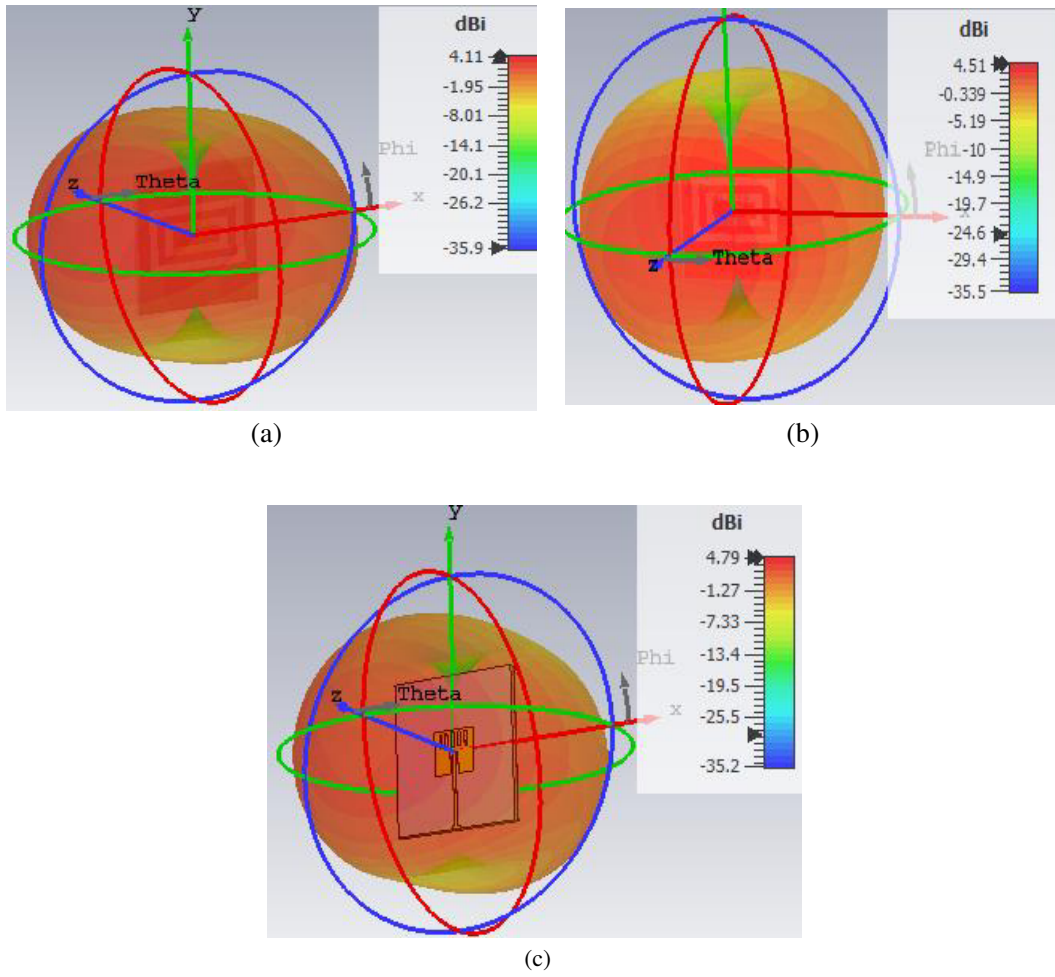 Y
z
Theta
Phi
x
dBi
4.11
-1.95
-8.01
-14.1
-20.1
-26.2
-35.9
(a)
z
Theta
Phi
x
dBi
4.51
-0.339
-5.19
-10
-14.9
-19.7
-24.6
-29.4
-35.5
(b)
Y
z
Theta
Phi
x
dBi
4.79
-1.27
-7.33
-13.4
-19.5
-25.5
-35.2
(c)